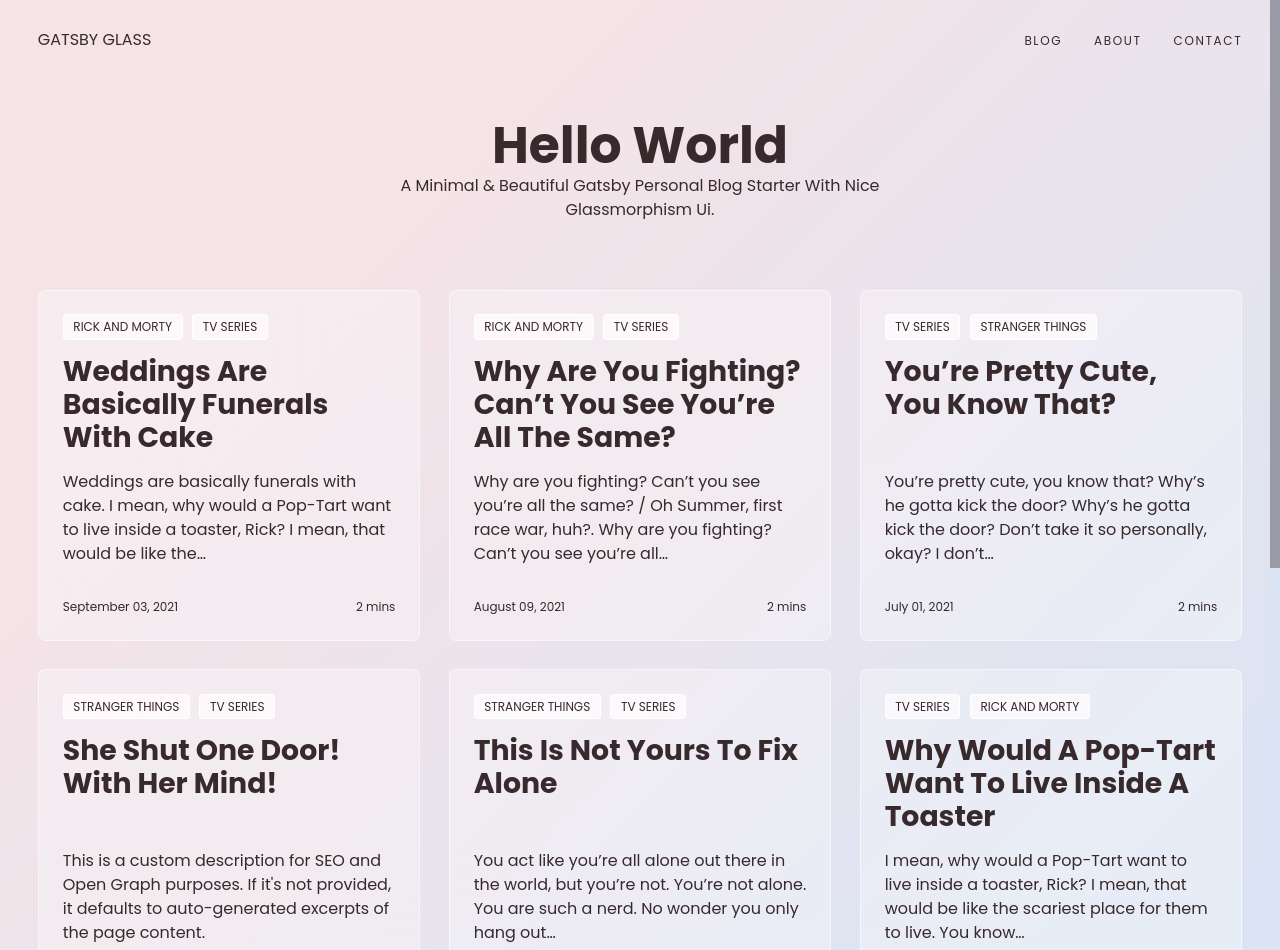 GATSBY GLASS
BLOG ABOUT CONTACT
Hello World
A Minimal & Beautiful Gatsby Personal Blog Starter With Nice
Glassmorphism Ui.
RICK AND MORTY TV SERIES
Weddings Are
Basically Funerals
With Cake
Weddings are basically funerals with
cake. I mean, why would a Pop-Tart want
to live inside a toaster, Rick? I mean, that
would be like the…
September 03, 2021 2 mins
RICK AND MORTY TV SERIES
Why Are You Fighting?
Can’t You See You’re
All The Same?
Why are you fighting? Can’t you see
you’re all the same? / Oh Summer, first
race war, huh?. Why are you fighting?
Can’t you see you’re all…
August 09, 2021 2 mins
TV SERIES STRANGER THINGS
You’re Pretty Cute,
You Know That?
You’re pretty cute, you know that? Why’s
he gotta kick the door? Why’s he gotta
kick the door? Don’t take it so personally,
okay? I don’t…
July 01, 2021 2 mins
STRANGER THINGS TV SERIES
She Shut One Door!
With Her Mind!
This is a custom description for SEO and
Open Graph purposes. If it's not provided,
it defaults to auto-generated excerpts of
the page content.
STRANGER THINGS TV SERIES
This Is Not Yours To Fix
Alone
You act like you’re all alone out there in
the world, but you’re not. You’re not alone.
You are such a nerd. No wonder you only
hang out…
TV SERIES RICK AND MORTY
Why Would A Pop-Tart
Want To Live Inside A
Toaster
I mean, why would a Pop-Tart want to
live inside a toaster, Rick? I mean, that
would be like the scariest place for them
to live. You know…